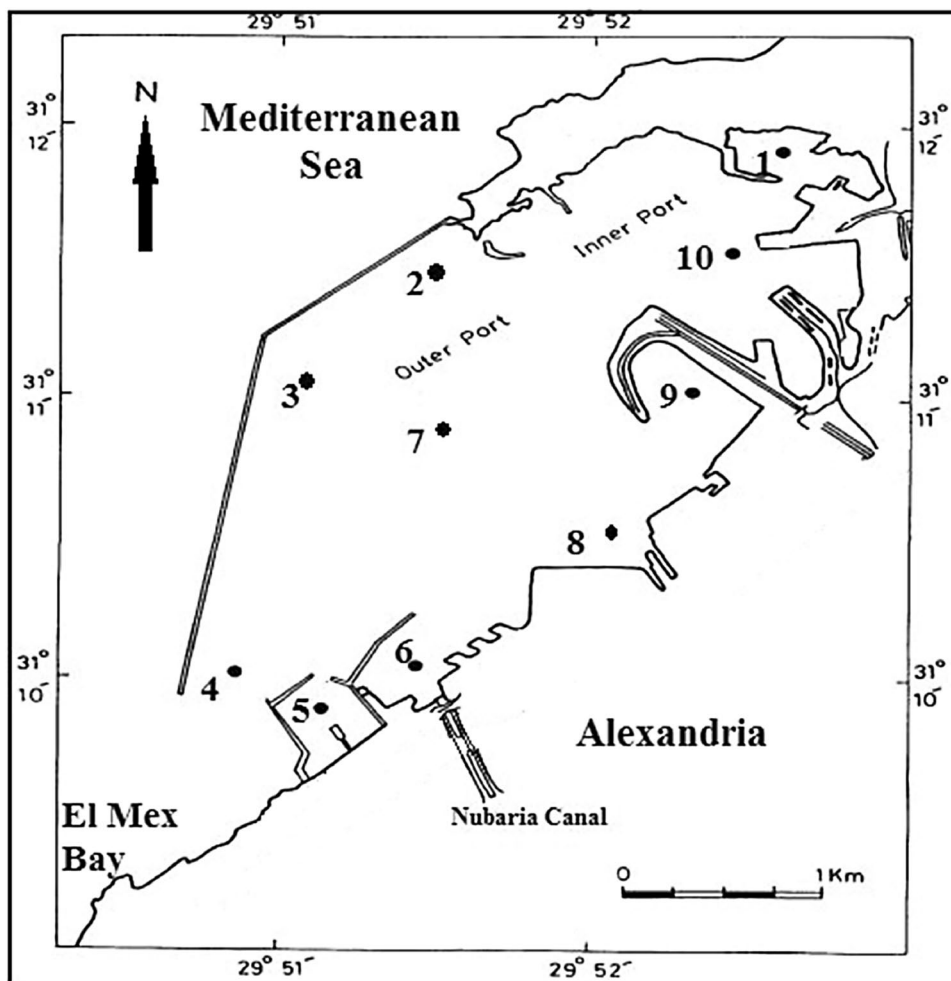 29° 51'
29° 52'
N
Mediterranean
Sea
31°
12'
31°
12'
1
Inner Port
10
2
Outer Port
3
31°
11'
31°
11'
9
7
8
6
31°
10'
31°
10'
4
5
Alexandria
El Mex
Bay
Nubaria Canal
0 1 Km
29° 51'
29° 52'